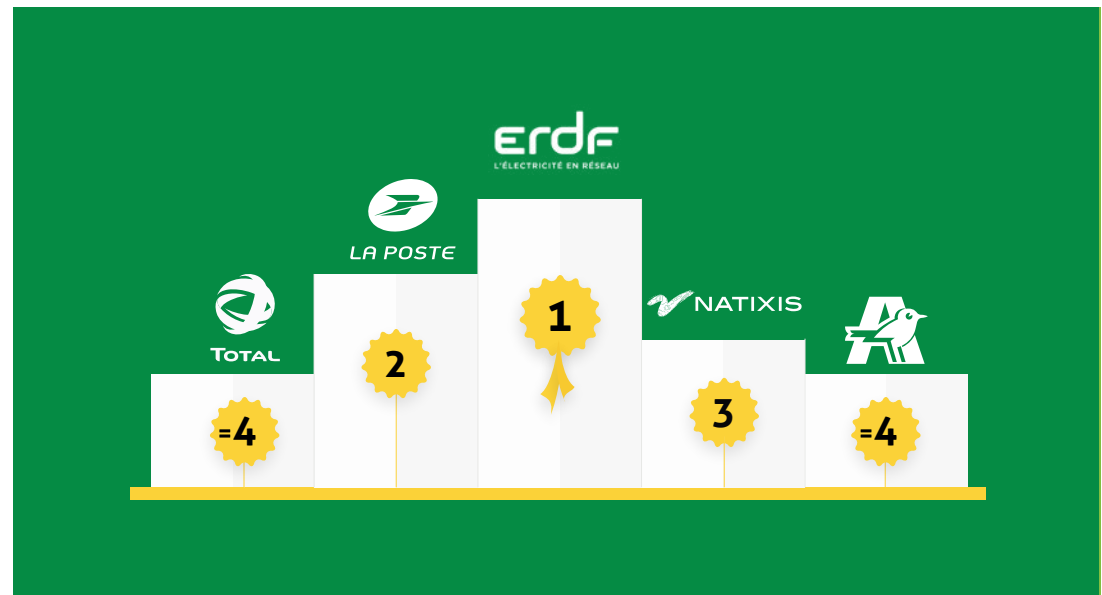 erdF
L'ÉLECTRICITÉ EN RÉSEAU
LA POSTE
TOTAL
NATIXIS
A
1
2
3
=4
=4